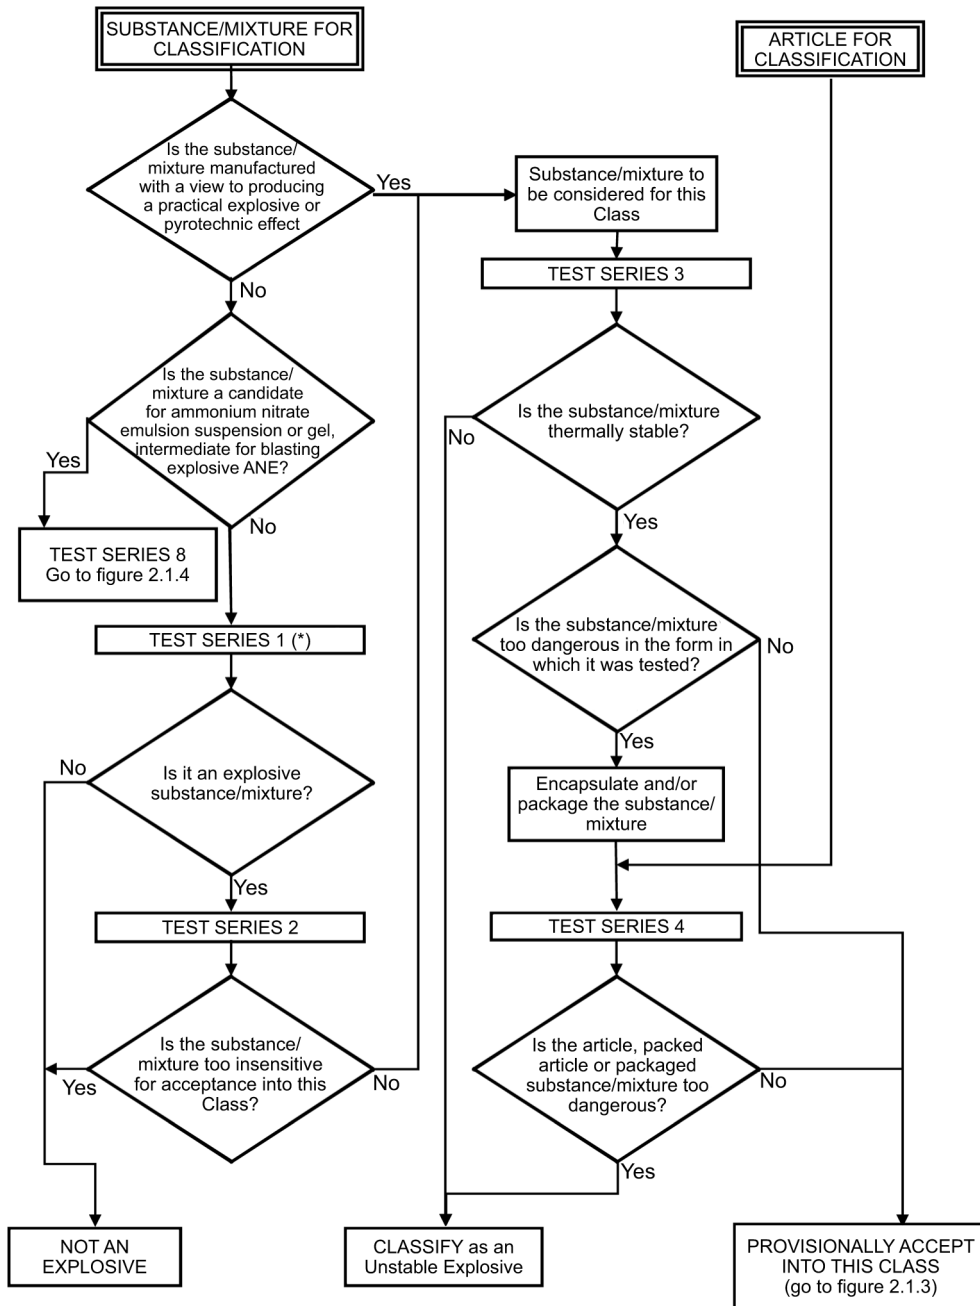 SUBSTANCE/MIXTURE FOR
CLASSIFICATION
ARTICLE FOR
CLASSIFICATION
Is the substance/
mixture manufactured
with a view to producing
a practical explosive or
pyrotechnic effect
Yes
No
Substance/mixture to
be considered for this
Class
TEST SERIES 3
Is the substance/
mixture a candidate
for ammonium nitrate
emulsion suspension or gel,
intermediate for blasting
explosive ANE?
Yes
No
TEST SERIES 8
Go to figure 2.1.4
Is the substance/mixture
thermally stable?
No
Yes
TEST SERIES 1 (*)
Is the substance/mixture
too dangerous in the form in
which it was tested?
No
Yes
Is it an explosive
substance/mixture?
No
Yes
Encapsulate and/or
package the substance/
mixture
TEST SERIES 2
TEST SERIES 4
Is the substance/
mixture too insensitive
for acceptance into this
Class?
Yes
No
Is the article, packed
article or packaged
substance/mixture too
dangerous?
No
Yes
NOT AN
EXPLOSIVE
CLASSIFY as an
Unstable Explosive
PROVISIONALLY ACCEPT
INTO THIS CLASS
(go to figure 2.1.3)